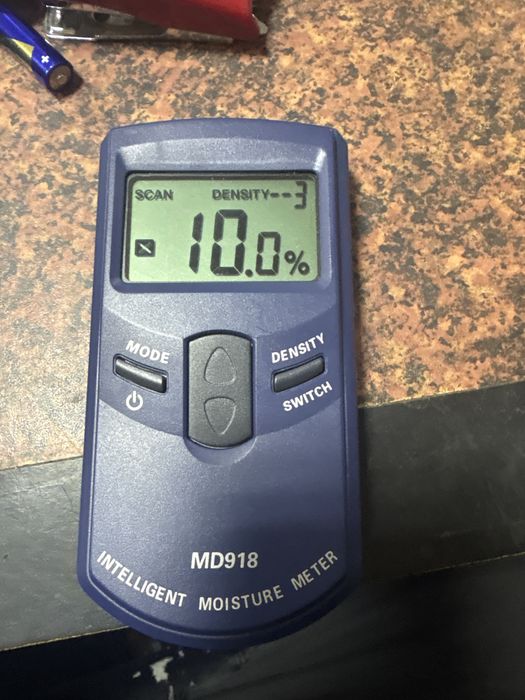 SCAN DENSITY--3
10.0%
MODE
DENSITY
SWITCH
MD918
INTELLIGENT MOISTURE METER
+